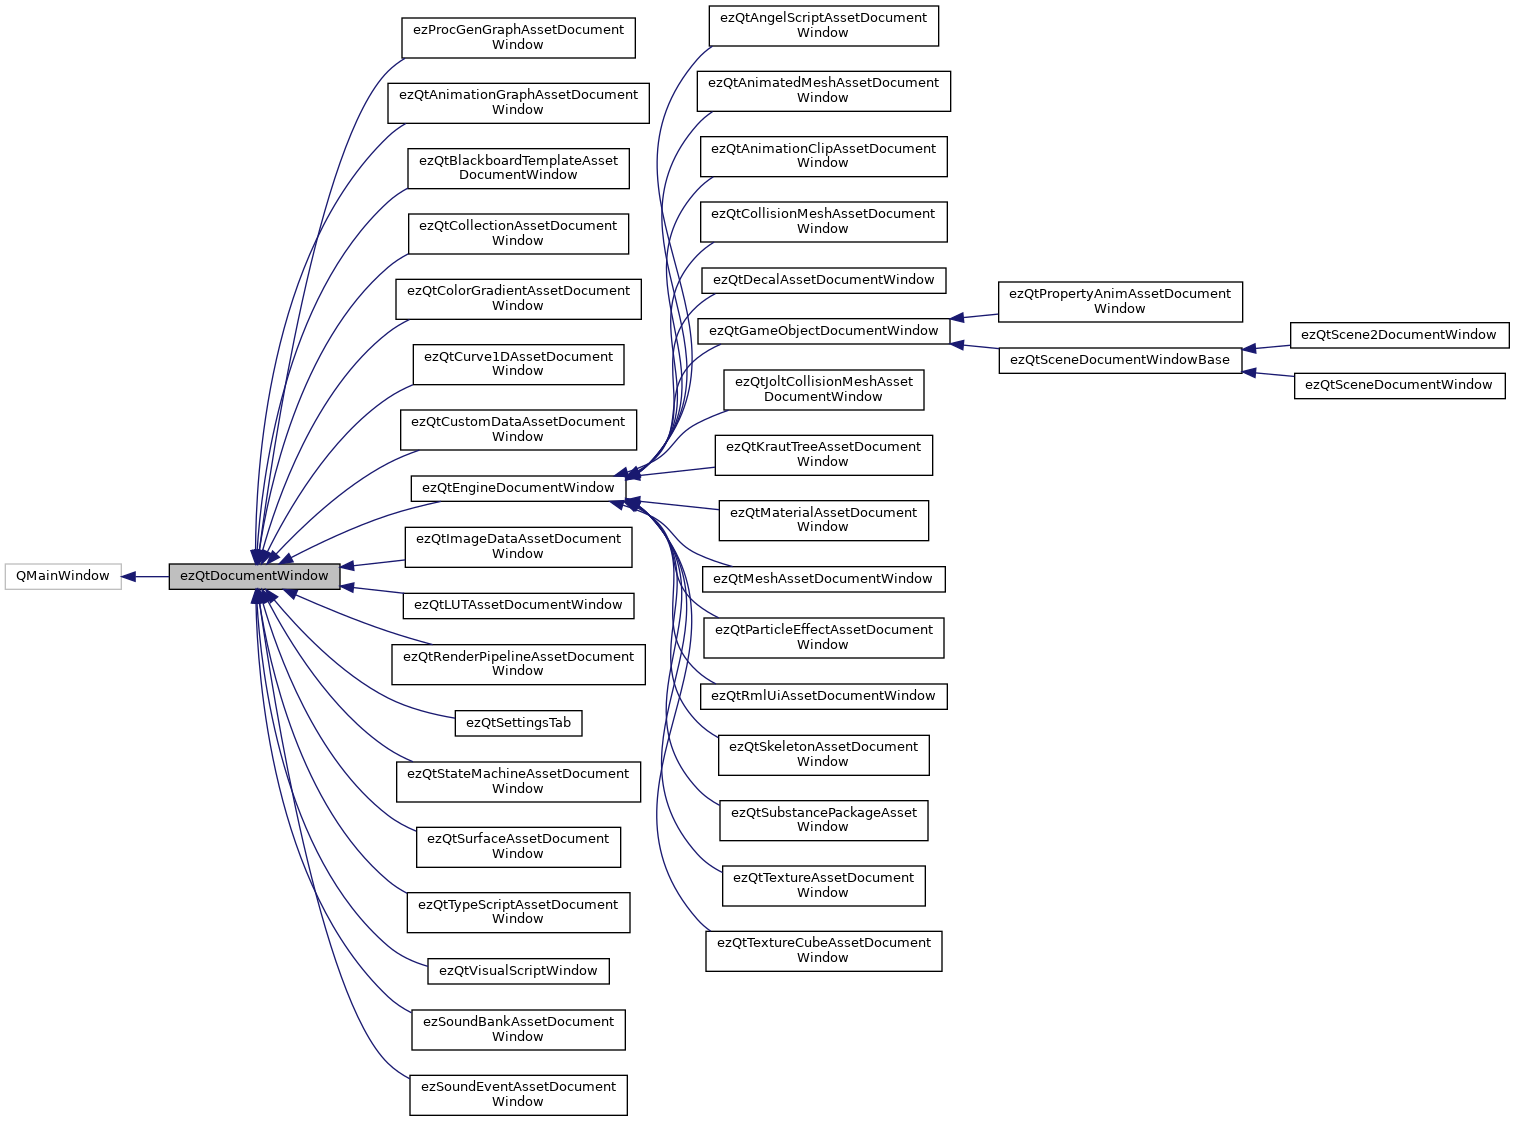 QMainWindow
ezQtDocumentWindow
ezProcGenGraphAssetDocument
Window
ezQtAnimationGraphAssetDocument
Window
ezQtBlackboardTemplateAsset
DocumentWindow
ezQtCollectionAssetDocument
Window
ezQtColorGradientAssetDocument
Window
ezQtCurve1DAssetDocument
Window
ezQtCustomDataAssetDocument
Window
ezQtEngineDocumentWindow
ezQtImageDataAssetDocument
Window
ezQtLUTAssetDocumentWindow
ezQtRenderPipelineAssetDocument
Window
ezQtSettingsTab
ezQtStateMachineAssetDocument
Window
ezQtSurfaceAssetDocument
Window
ezQtTypeScriptAssetDocument
Window
ezQtVisualScriptWindow
ezSoundBankAssetDocument
Window
ezSoundEventAssetDocument
Window
ezQtAngelScriptAssetDocument
Window
ezQtAnimatedMeshAssetDocument
Window
ezQtAnimationClipAssetDocument
Window
ezQtCollisionMeshAssetDocument
Window
ezQtDecalAssetDocumentWindow
ezQtGameObjectDocumentWindow
ezQtJoltCollisionMeshAsset
DocumentWindow
ezQtKrautTreeAssetDocument
Window
ezQtMaterialAssetDocument
Window
ezQtMeshAssetDocumentWindow
ezQtParticleEffectAssetDocument
Window
ezQtRmlUiAssetDocumentWindow
ezQtSkeletonAssetDocument
Window
ezQtSubstancePackageAsset
Window
ezQtTextureAssetDocument
Window
ezQtTextureCubeAssetDocument
Window
ezQtPropertyAnimAssetDocument
Window
ezQtSceneDocumentWindowBase
ezQtScene2DocumentWindow
ezQtSceneDocumentWindow